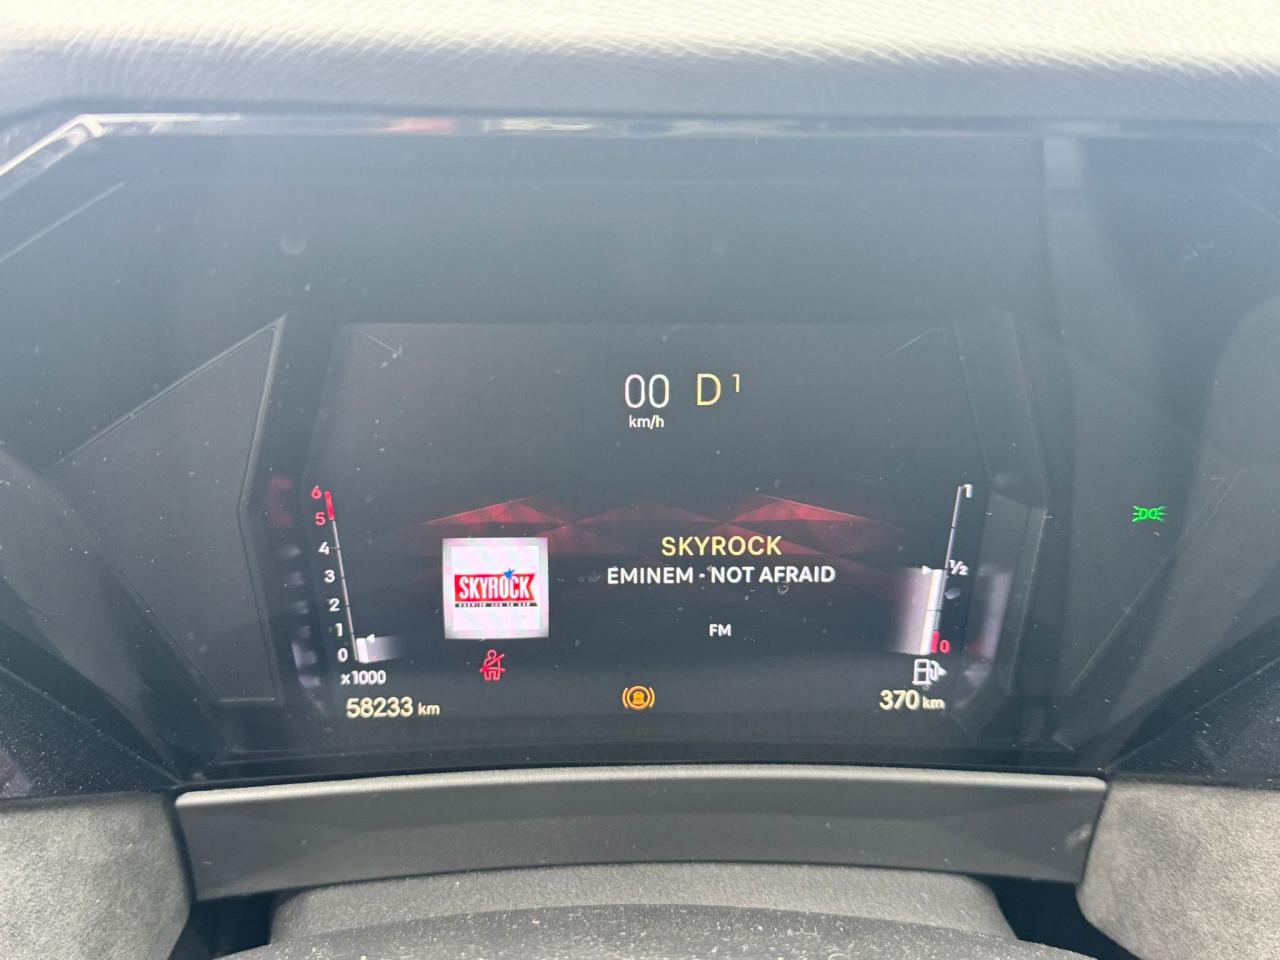 00 D 1
km/h
6
5
4
3
2
1
0
x1000
58233 km
SKYROCK
SKYROCK
EMINEM - NOT AFRAID
FM
1
1/2
0
370 km